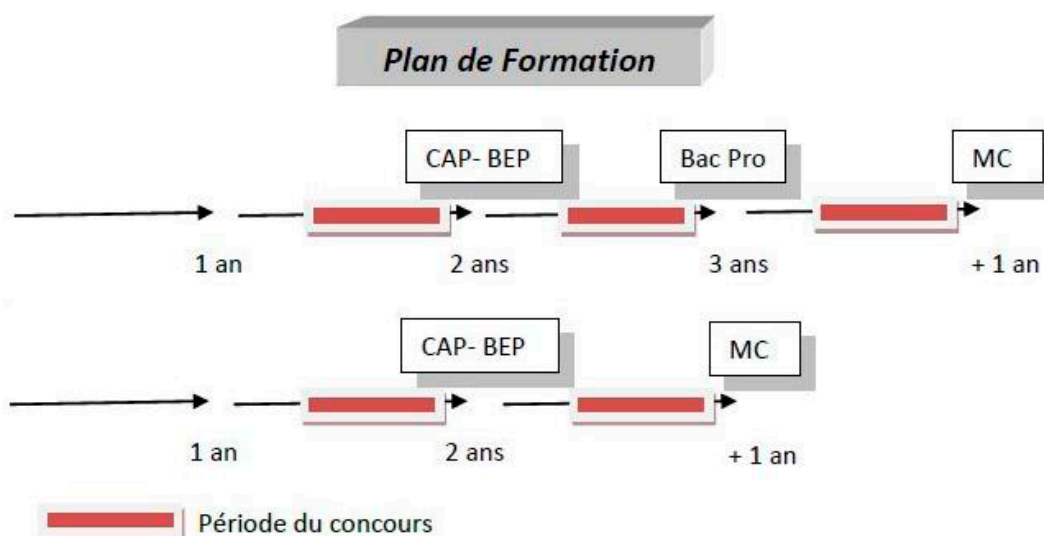 Plan de Formation
CAP- BEP Bac Pro MC
1 an 2 ans 3 ans + 1 an
CAP- BEP MC
1 an 2 ans + 1 an
Période du concours